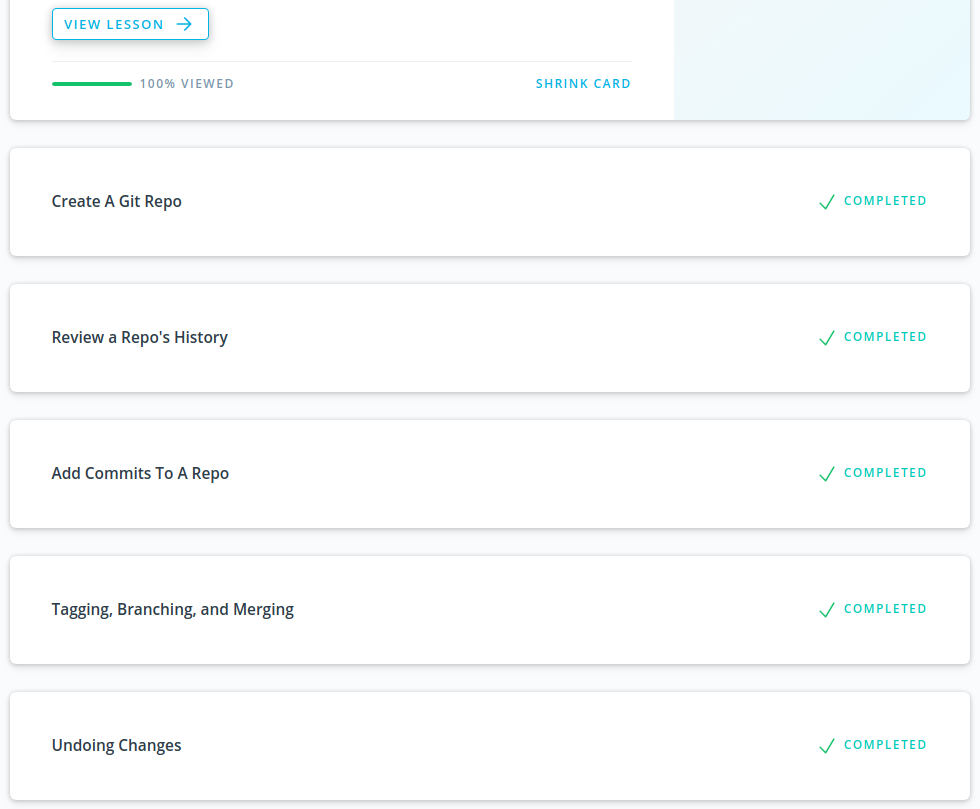 VIEW LESSON
100% VIEWED
SHRINK CARD
Create A Git Repo
COMPLETED
Review a Repo's History
COMPLETED
Add Commits To A Repo
COMPLETED
Tagging, Branching, and Merging
COMPLETED
Undoing Changes
COMPLETED